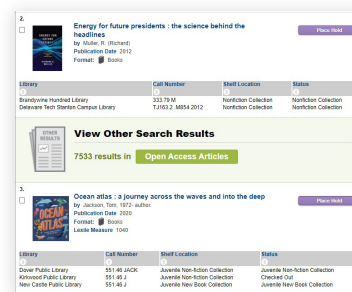 2.
Energy for future presidents : the science behind the
headlines
by Muller, R. (Richard)
Publication Date 2012
Format: Books
Place Hold
Library Call Number Shelf Location Status
Brandywine Hundred Library 333.79 M Nonfiction Collection Nonfiction Collection
Delaware Tech Stanton Campus Library TJ163.2 .M854 2012 Nonfiction Collection Nonfiction Collection
OTHER
RESULTS
View Other Search Results
7533 results in Open Access Articles
3.
Ocean atlas : a journey across the waves and into the deep
by Jackson, Tom, 1972- author.
Publication Date 2020
Format: Books
Lexile Measure 1040
Place Hold
OCEAN
ATLAS
Library Call Number Shelf Location Status
Dover Public Library 551.46 JACK Juvenile Non-fiction Collection Juvenile Non-fiction Collection
Kirkwood Public Library 551.46 J Juvenile Non-fiction Collection Checked Out
New Castle Public Library 551.46 J Juvenile New Book Collection Juvenile New Book Collection